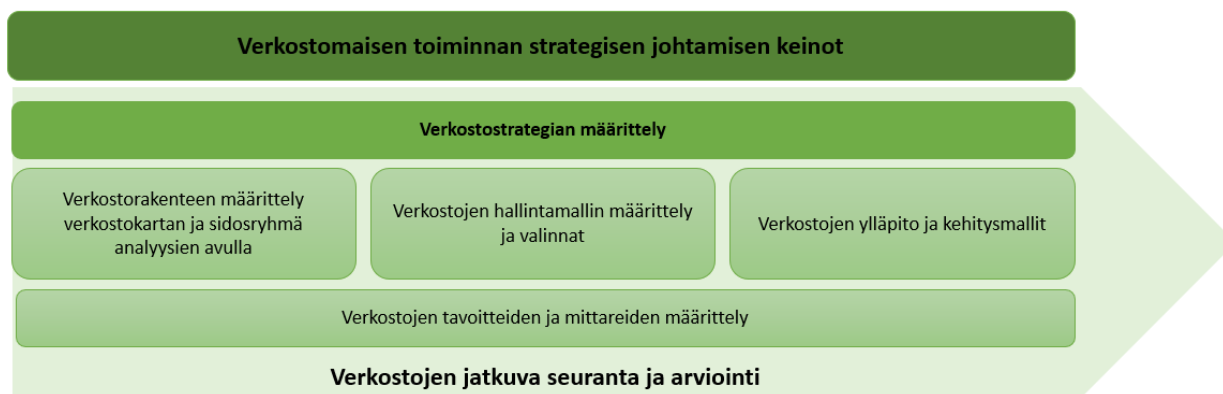 Verkostomaisen toiminnan strategisen johtamisen keinot
Verkostostrategian määrittely
Verkostorakenteen määrittely
verkostokartan ja sidosryhmä
analyysien avulla
Verkostojen hallintamallin määrittely
ja valinnat
Verkostojen ylläpito ja kehitysmallit
Verkostojen tavoitteiden ja mittareiden määrittely
Verkostojen jatkuva seuranta ja arviointi